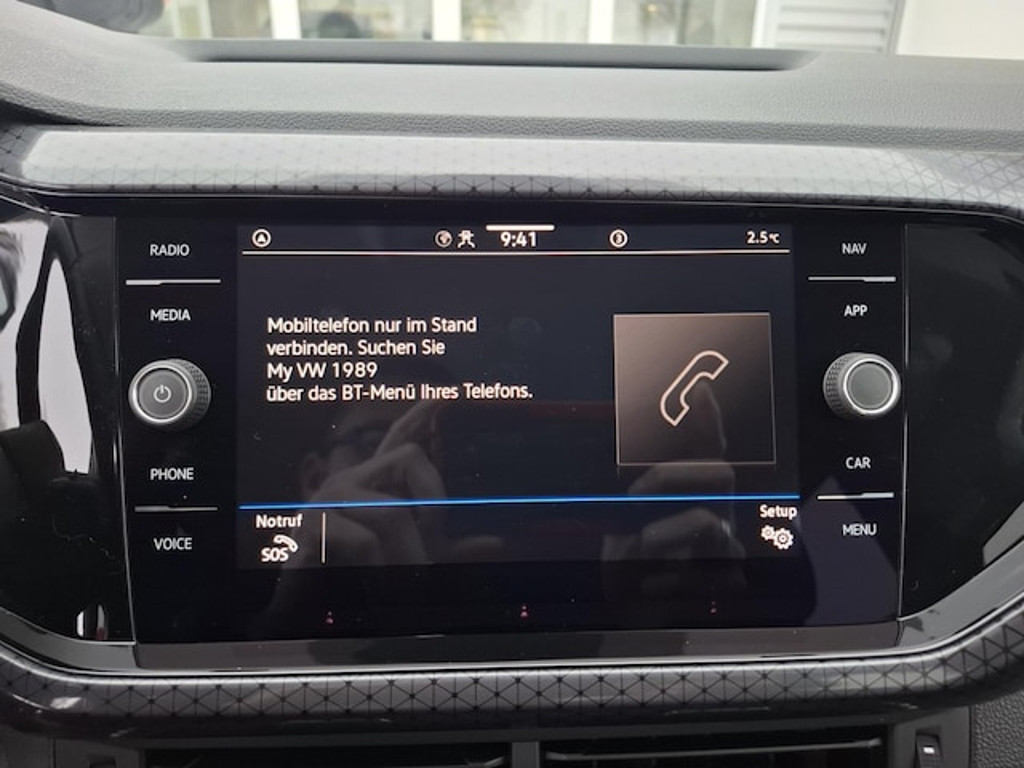 RADIO
MEDIA
PHONE
VOICE
9:41
2.5°C
Mobiltelefon nur im Stand
verbinden. Suchen Sie
My VW 1989
über das BT-Menü Ihres Telefons.
Notruf
SOS
Setup
NAV
APP
CAR
MENU